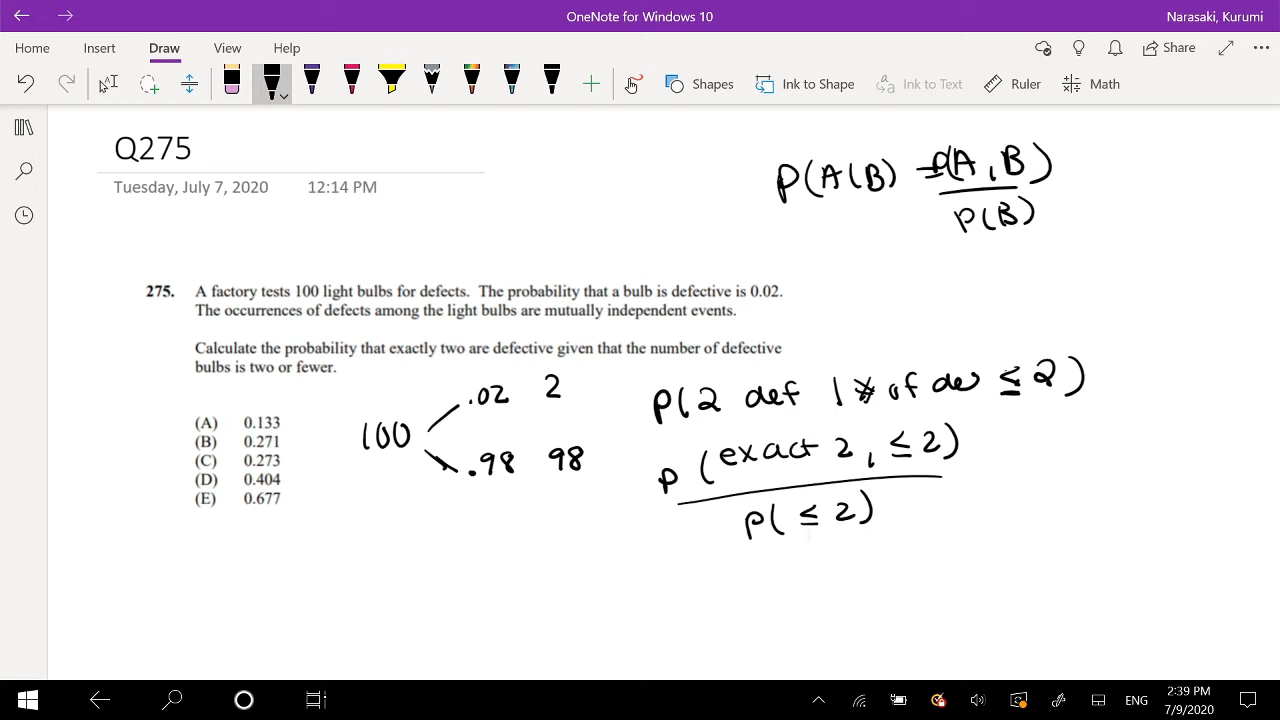 OneNote for Windows 10
Narasaki, Kurumi
Home Insert Draw View Help
Share
Shapes Ink to Shape Ink to Text Ruler Math
Q275
Tuesday, July 7, 2020 12:14 PM
P(A|B) = P(A, B)
P(B)
275. A factory tests 100 light bulbs for defects. The probability that a bulb is defective is 0.02.
The occurrences of defects among the light bulbs are mutually independent events.
Calculate the probability that exactly two are defective given that the number of defective
bulbs is two or fewer.
(A) 0.133
(B) 0.271
(C) 0.273
(D) 0.404
(E) 0.677
100
.02 2
.98 98
P(2 def | # of def ≤ 2)
P(exact 2, ≤ 2)
P(≤ 2)
ENG
2:39 PM
7/9/2020